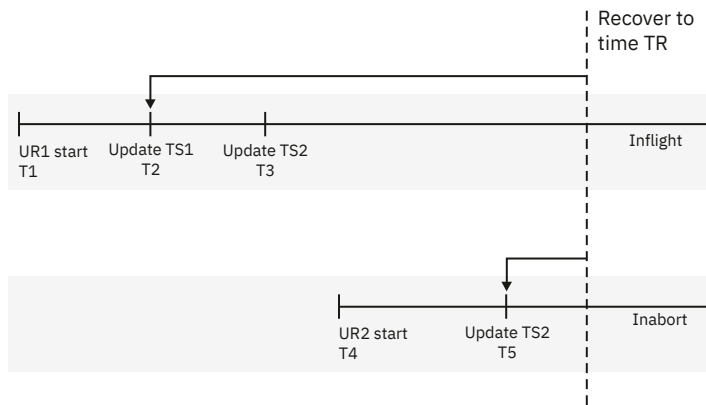 Recover to
time TR
UR1 start
T1
Update TS1
T2
Update TS2
T3
Inflight
UR2 start
T4
Update TS2
T5
Inabort